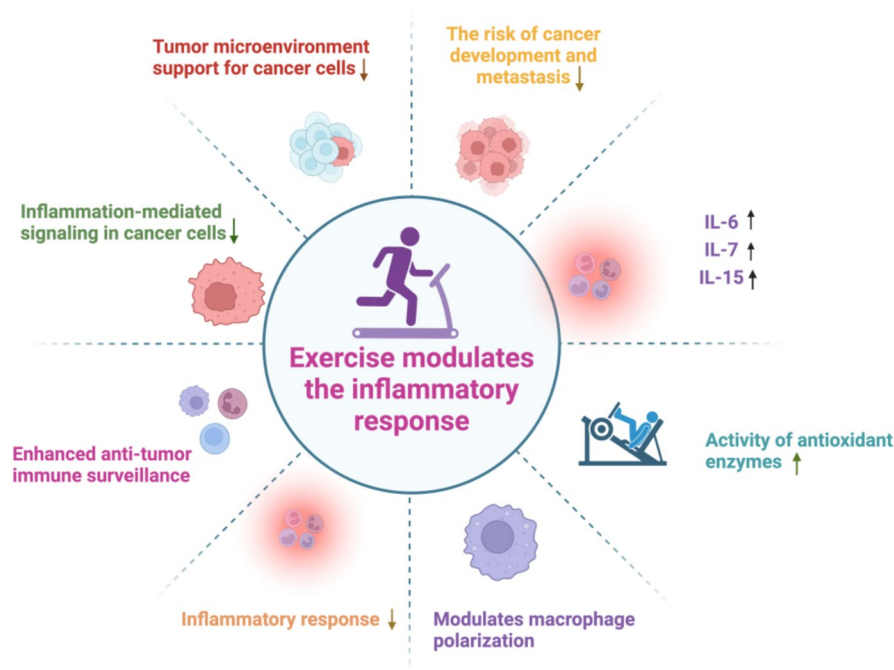 Tumor microenvironment
support for cancer cells ↓
The risk of cancer
development and
metastasis ↓
Inflammation-mediated
signaling in cancer cells ↓
IL-6 ↑
IL-7 ↑
IL-15 ↑
Exercise modulates
the inflammatory
response
Enhanced anti-tumor
immune surveillance
Activity of antioxidant
enzymes ↑
Inflammatory response ↓
Modulates macrophage
polarization